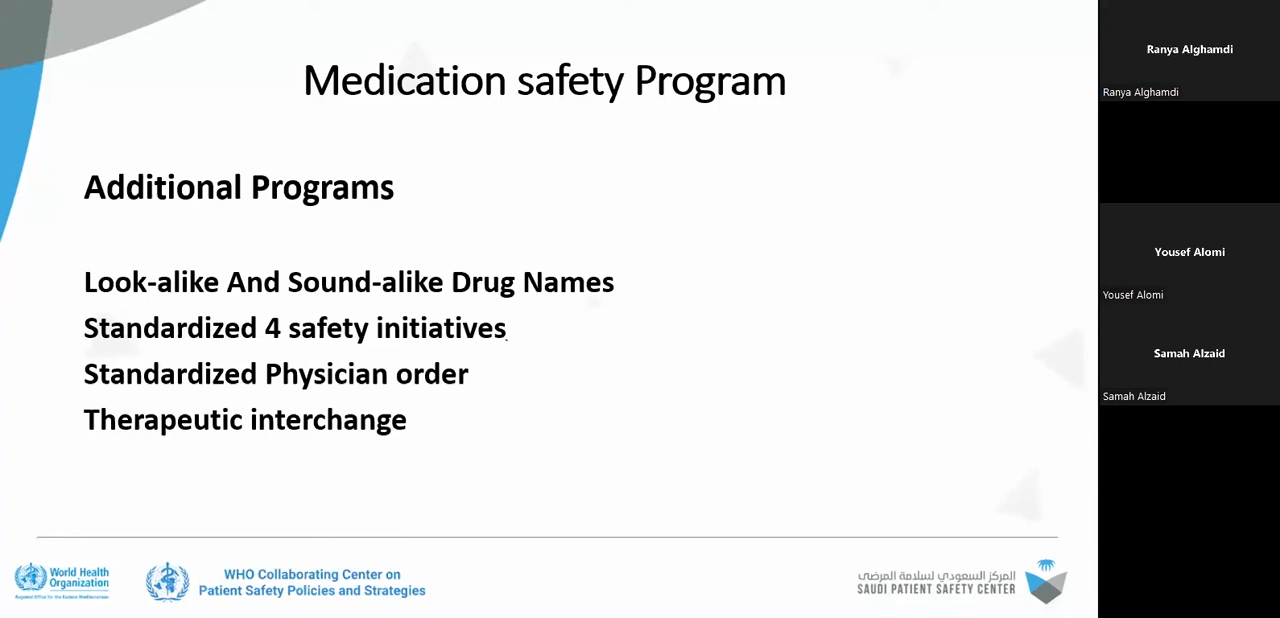 Medication safety Program
Additional Programs
Look-alike And Sound-alike Drug Names
Standardized 4 safety initiatives.
Standardized Physician order
Therapeutic interchange
World Health
Organization
Regional Office for the Eastern Mediterranean
WHO Collaborating Center on
Patient Safety Policies and Strategies
المركز السعودي لسلامة المرضى
SAUDI PATIENT SAFETY CENTER
Ranya Alghamdi
Ranya Alghamdi
Yousef Alomi
Yousef Alomi
Samah Alzaid
Samah Alzaid